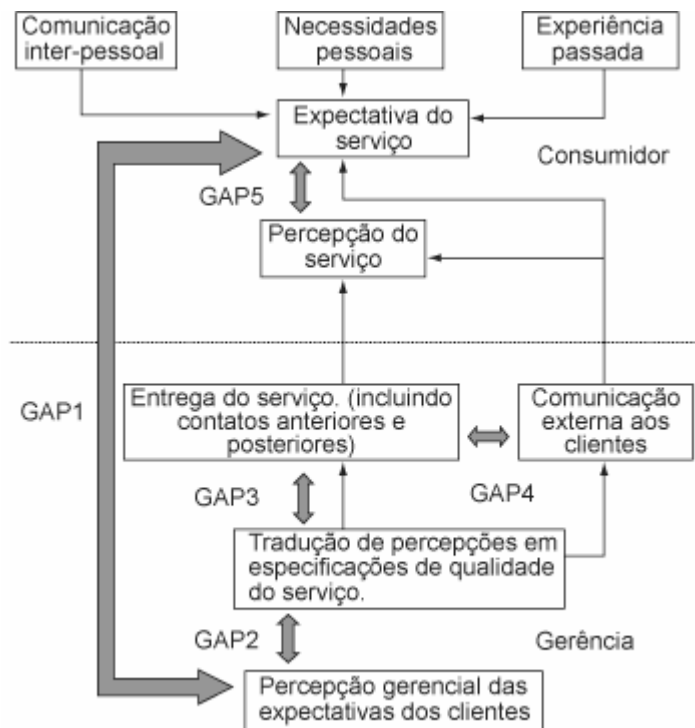 Comunicação
inter-pessoal
Necessidades
pessoais
Experiência
passada
Expectativa do
serviço
Consumidor
GAP5
Percepção do
serviço
GAP1
Entrega do serviço. (incluindo
contatos anteriores e
posteriores)
Comunicação
externa aos
clientes
GAP3
GAP4
Tradução de percepções em
especificações de qualidade
do serviço.
GAP2
Gerência
Percepção gerencial das
expectativas dos clientes